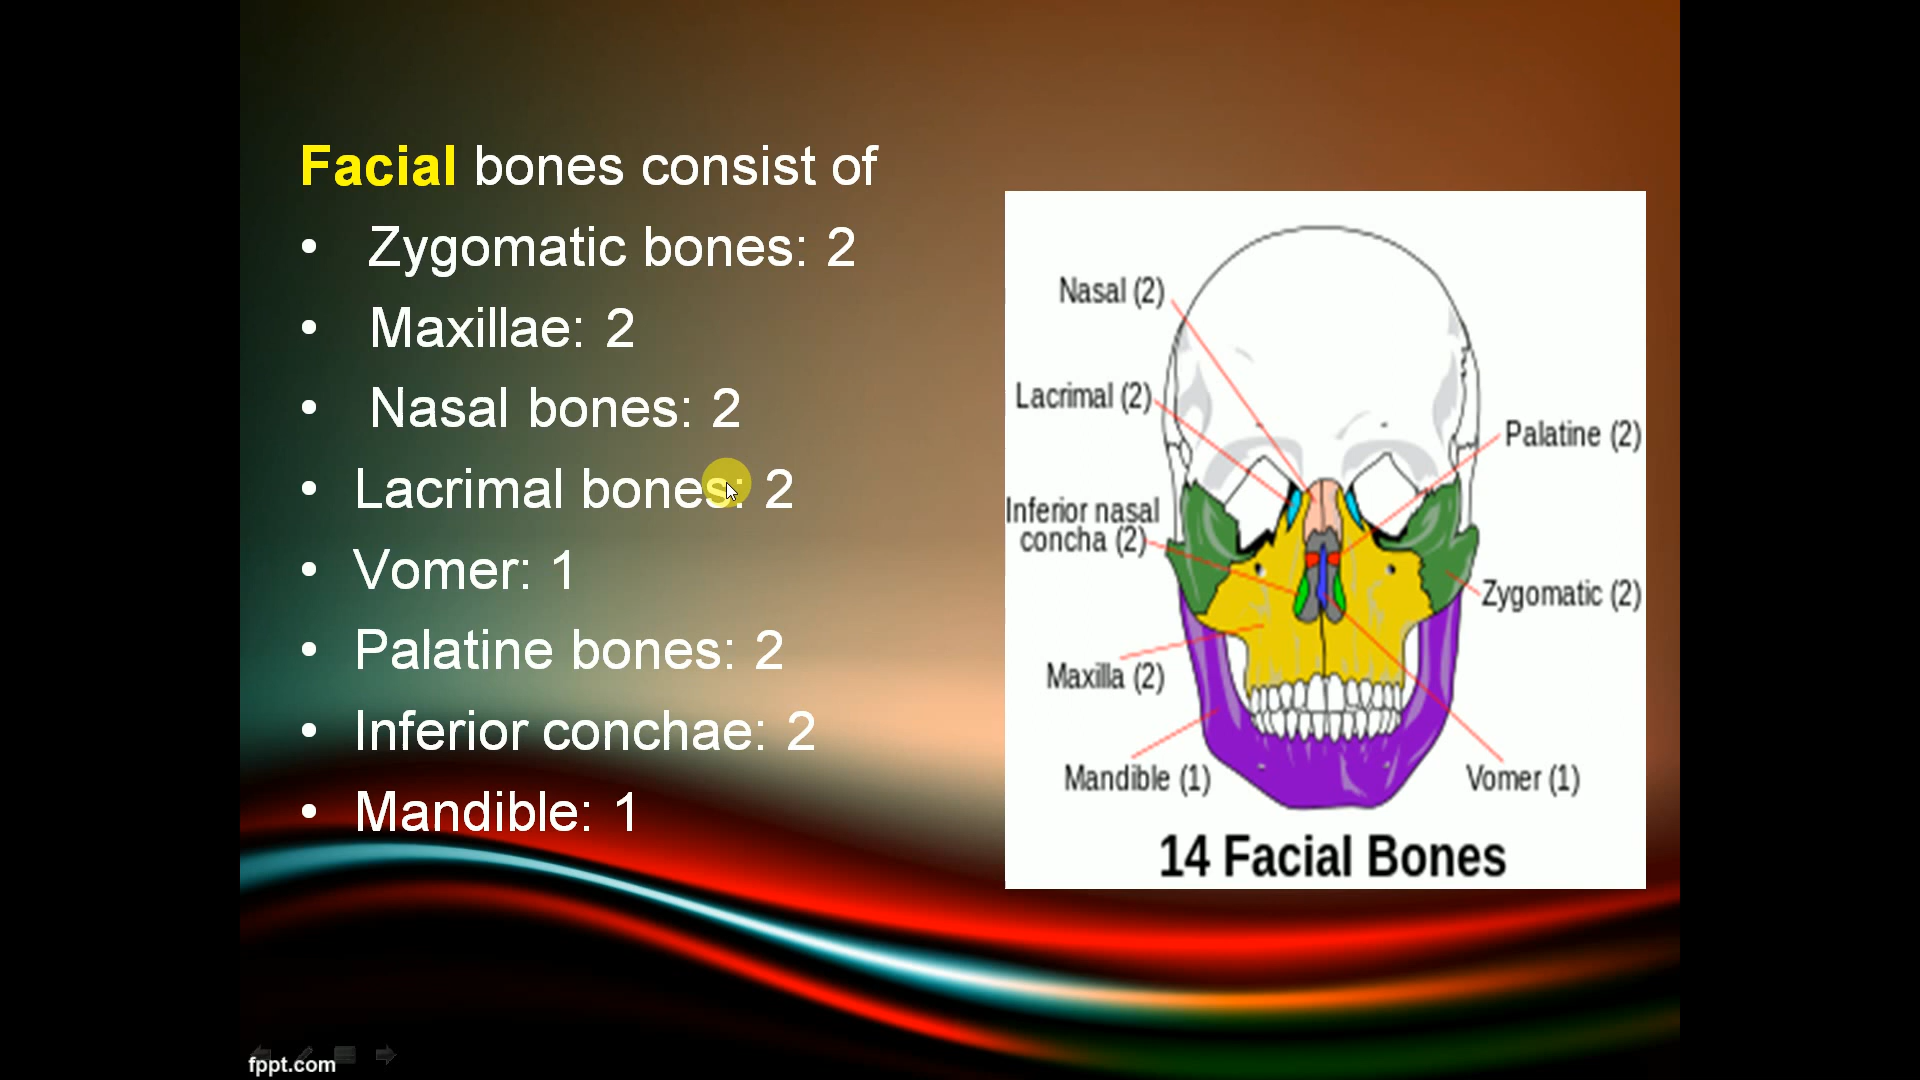 Facial bones consist of
• Zygomatic bones: 2
• Maxillae: 2
• Nasal bones: 2
• Lacrimal bones: 2
• Vomer: 1
• Palatine bones: 2
• Inferior conchae: 2
• Mandible: 1
Nasal (2)
Lacrimal (2)
Palatine (2)
Inferior nasal
concha (2)
Zygomatic (2)
Maxilla (2)
Mandible (1)
Vomer (1)
14 Facial Bones
fppt.com